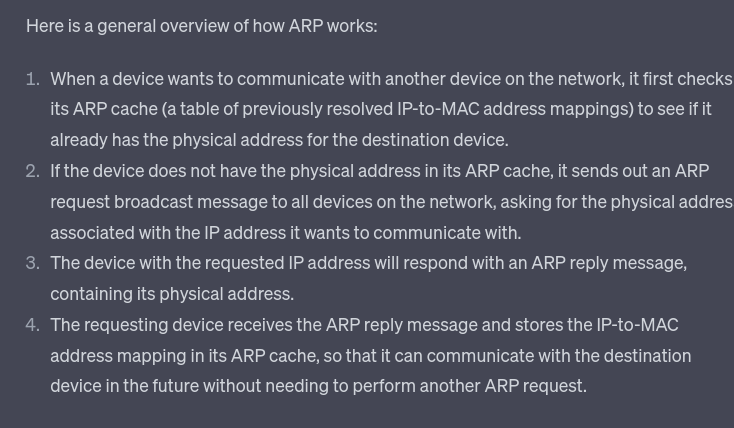 Here is a general overview of how ARP works:
1. When a device wants to communicate with another device on the network, it first checks
its ARP cache (a table of previously resolved IP-to-MAC address mappings) to see if it
already has the physical address for the destination device.
2. If the device does not have the physical address in its ARP cache, it sends out an ARP
request broadcast message to all devices on the network, asking for the physical addres
associated with the IP address it wants to communicate with.
3. The device with the requested IP address will respond with an ARP reply message,
containing its physical address.
4. The requesting device receives the ARP reply message and stores the IP-to-MAC
address mapping in its ARP cache, so that it can communicate with the destination
device in the future without needing to perform another ARP request.